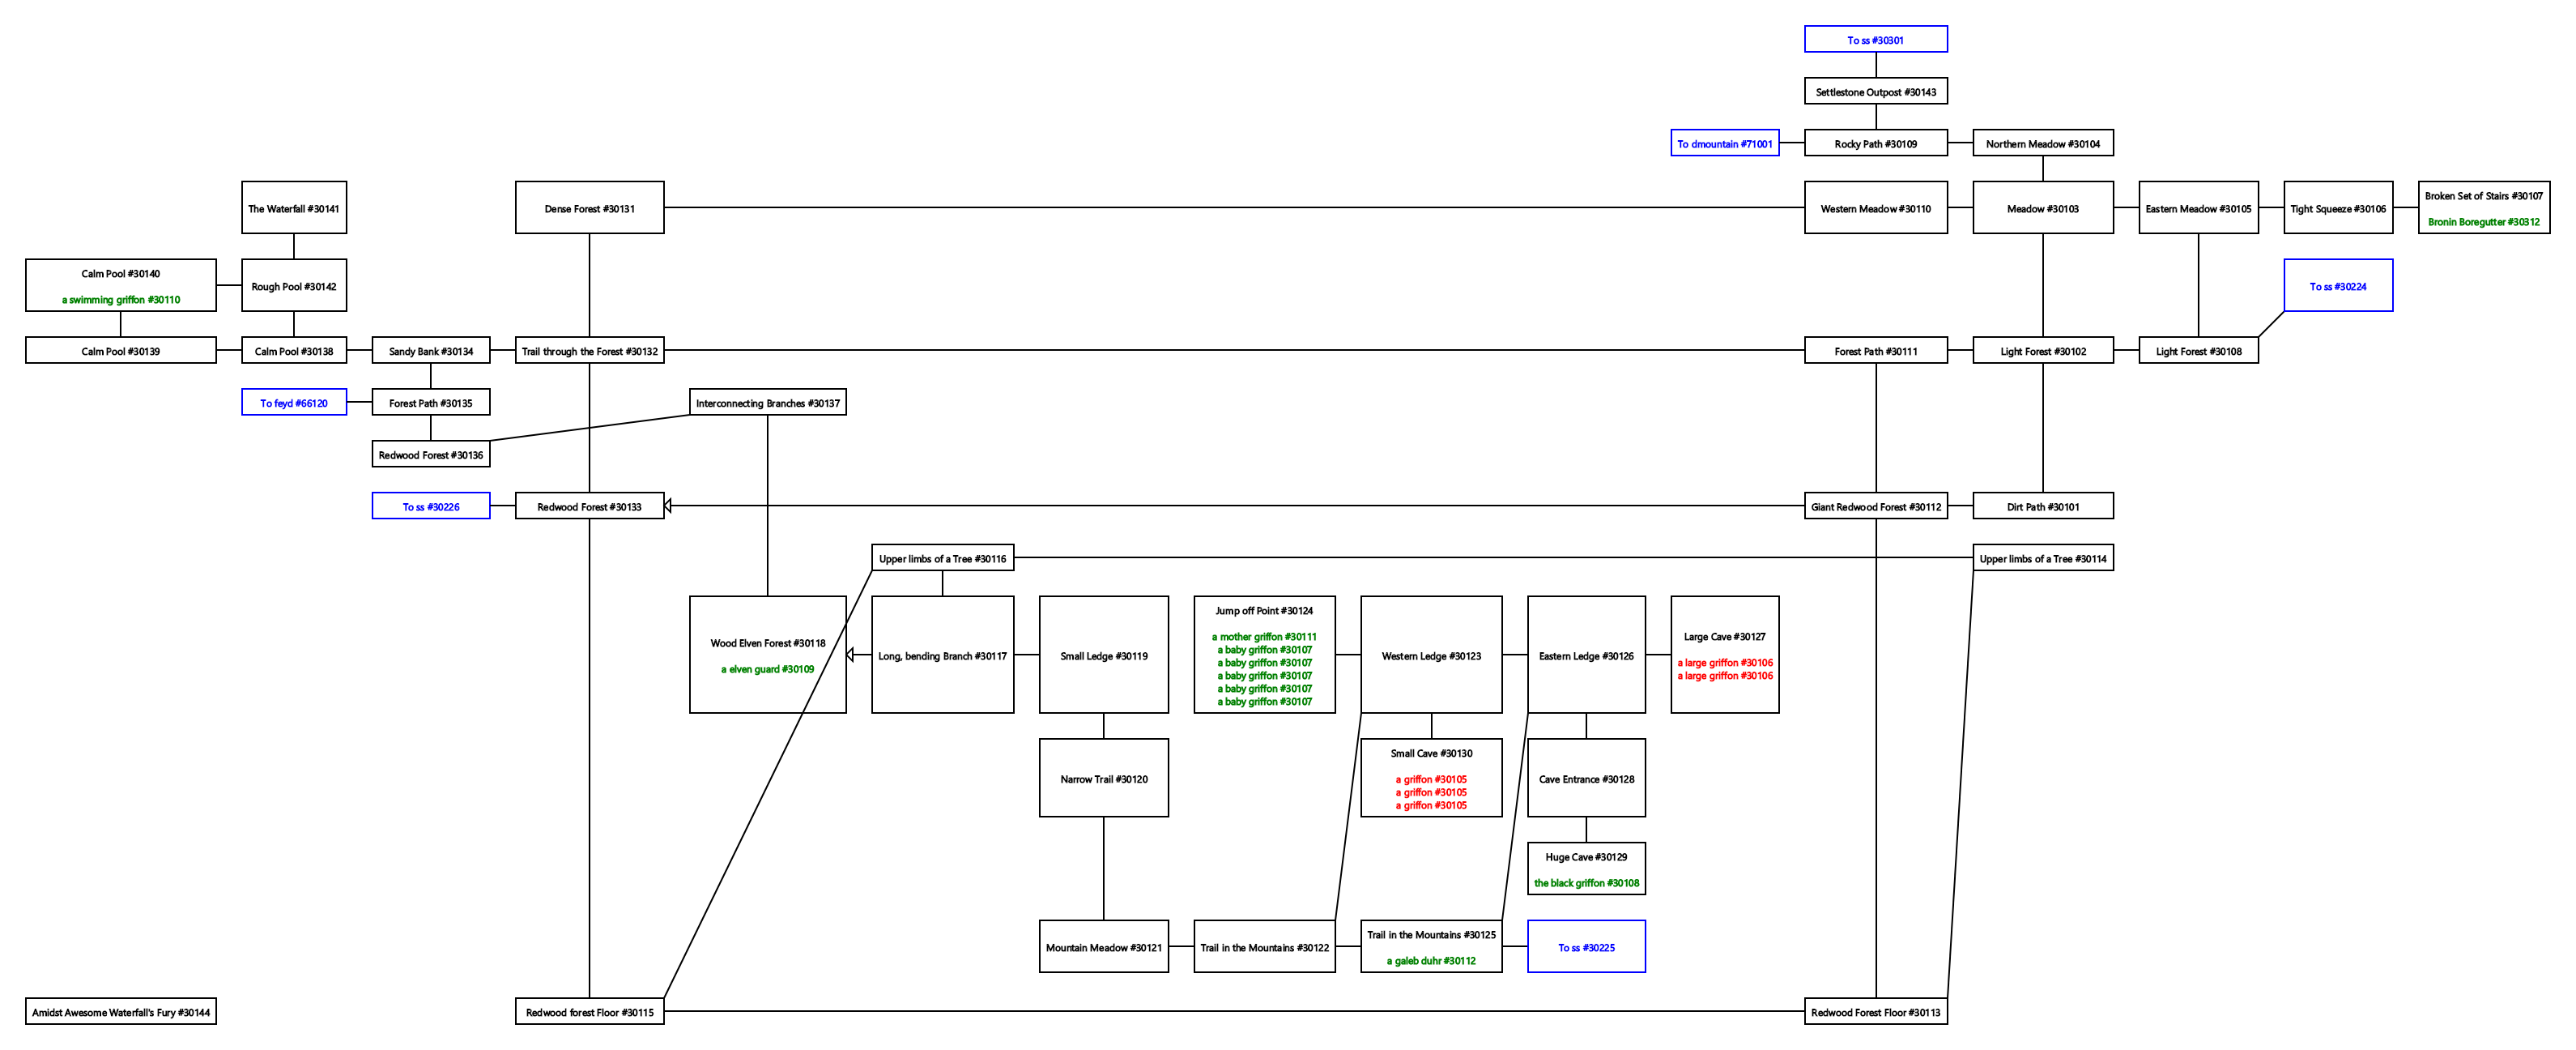 To ss #30301
Settlestone Outpost #30143
To dmountain #71001
Rocky Path #30109
Northern Meadow #30104
The Waterfall #30141
Dense Forest #30131
Western Meadow #30110
Meadow #30103
Eastern Meadow #30105
Tight Squeeze #30106
Broken Set of Stairs #30107
Bronin Boregutter #30312
Calm Pool #30140
a swimming griffon #30110
Rough Pool #30142
To ss #30224
Calm Pool #30139
Calm Pool #30138
Sandy Bank #30134
Trail through the Forest #30132
Forest Path #30111
Light Forest #30102
Light Forest #30108
To feyd #66120
Forest Path #30135
Interconnecting Branches #30137
Redwood Forest #30136
To ss #30226
Redwood Forest #30133
Giant Redwood Forest #30112
Dirt Path #30101
Upper limbs of a Tree #30116
Upper limbs of a Tree #30114
Wood Elven Forest #30118
a elven guard #30109
Long, bending Branch #30117
Small Ledge #30119
Jump off Point #30124
a mother griffon #30111
a baby griffon #30107
a baby griffon #30107
a baby griffon #30107
a baby griffon #30107
a baby griffon #30107
Western Ledge #30123
Eastern Ledge #30126
Large Cave #30127
a large griffon #30106
a large griffon #30106
Narrow Trail #30120
Small Cave #30130
a griffon #30105
a griffon #30105
a griffon #30105
Cave Entrance #30128
Huge Cave #30129
the black griffon #30108
Mountain Meadow #30121
Trail in the Mountains #30122
Trail in the Mountains #30125
a galeb duhr #30112
To ss #30225
Amidst Awesome Waterfall's Fury #30144
Redwood forest Floor #30115
Redwood Forest Floor #30113